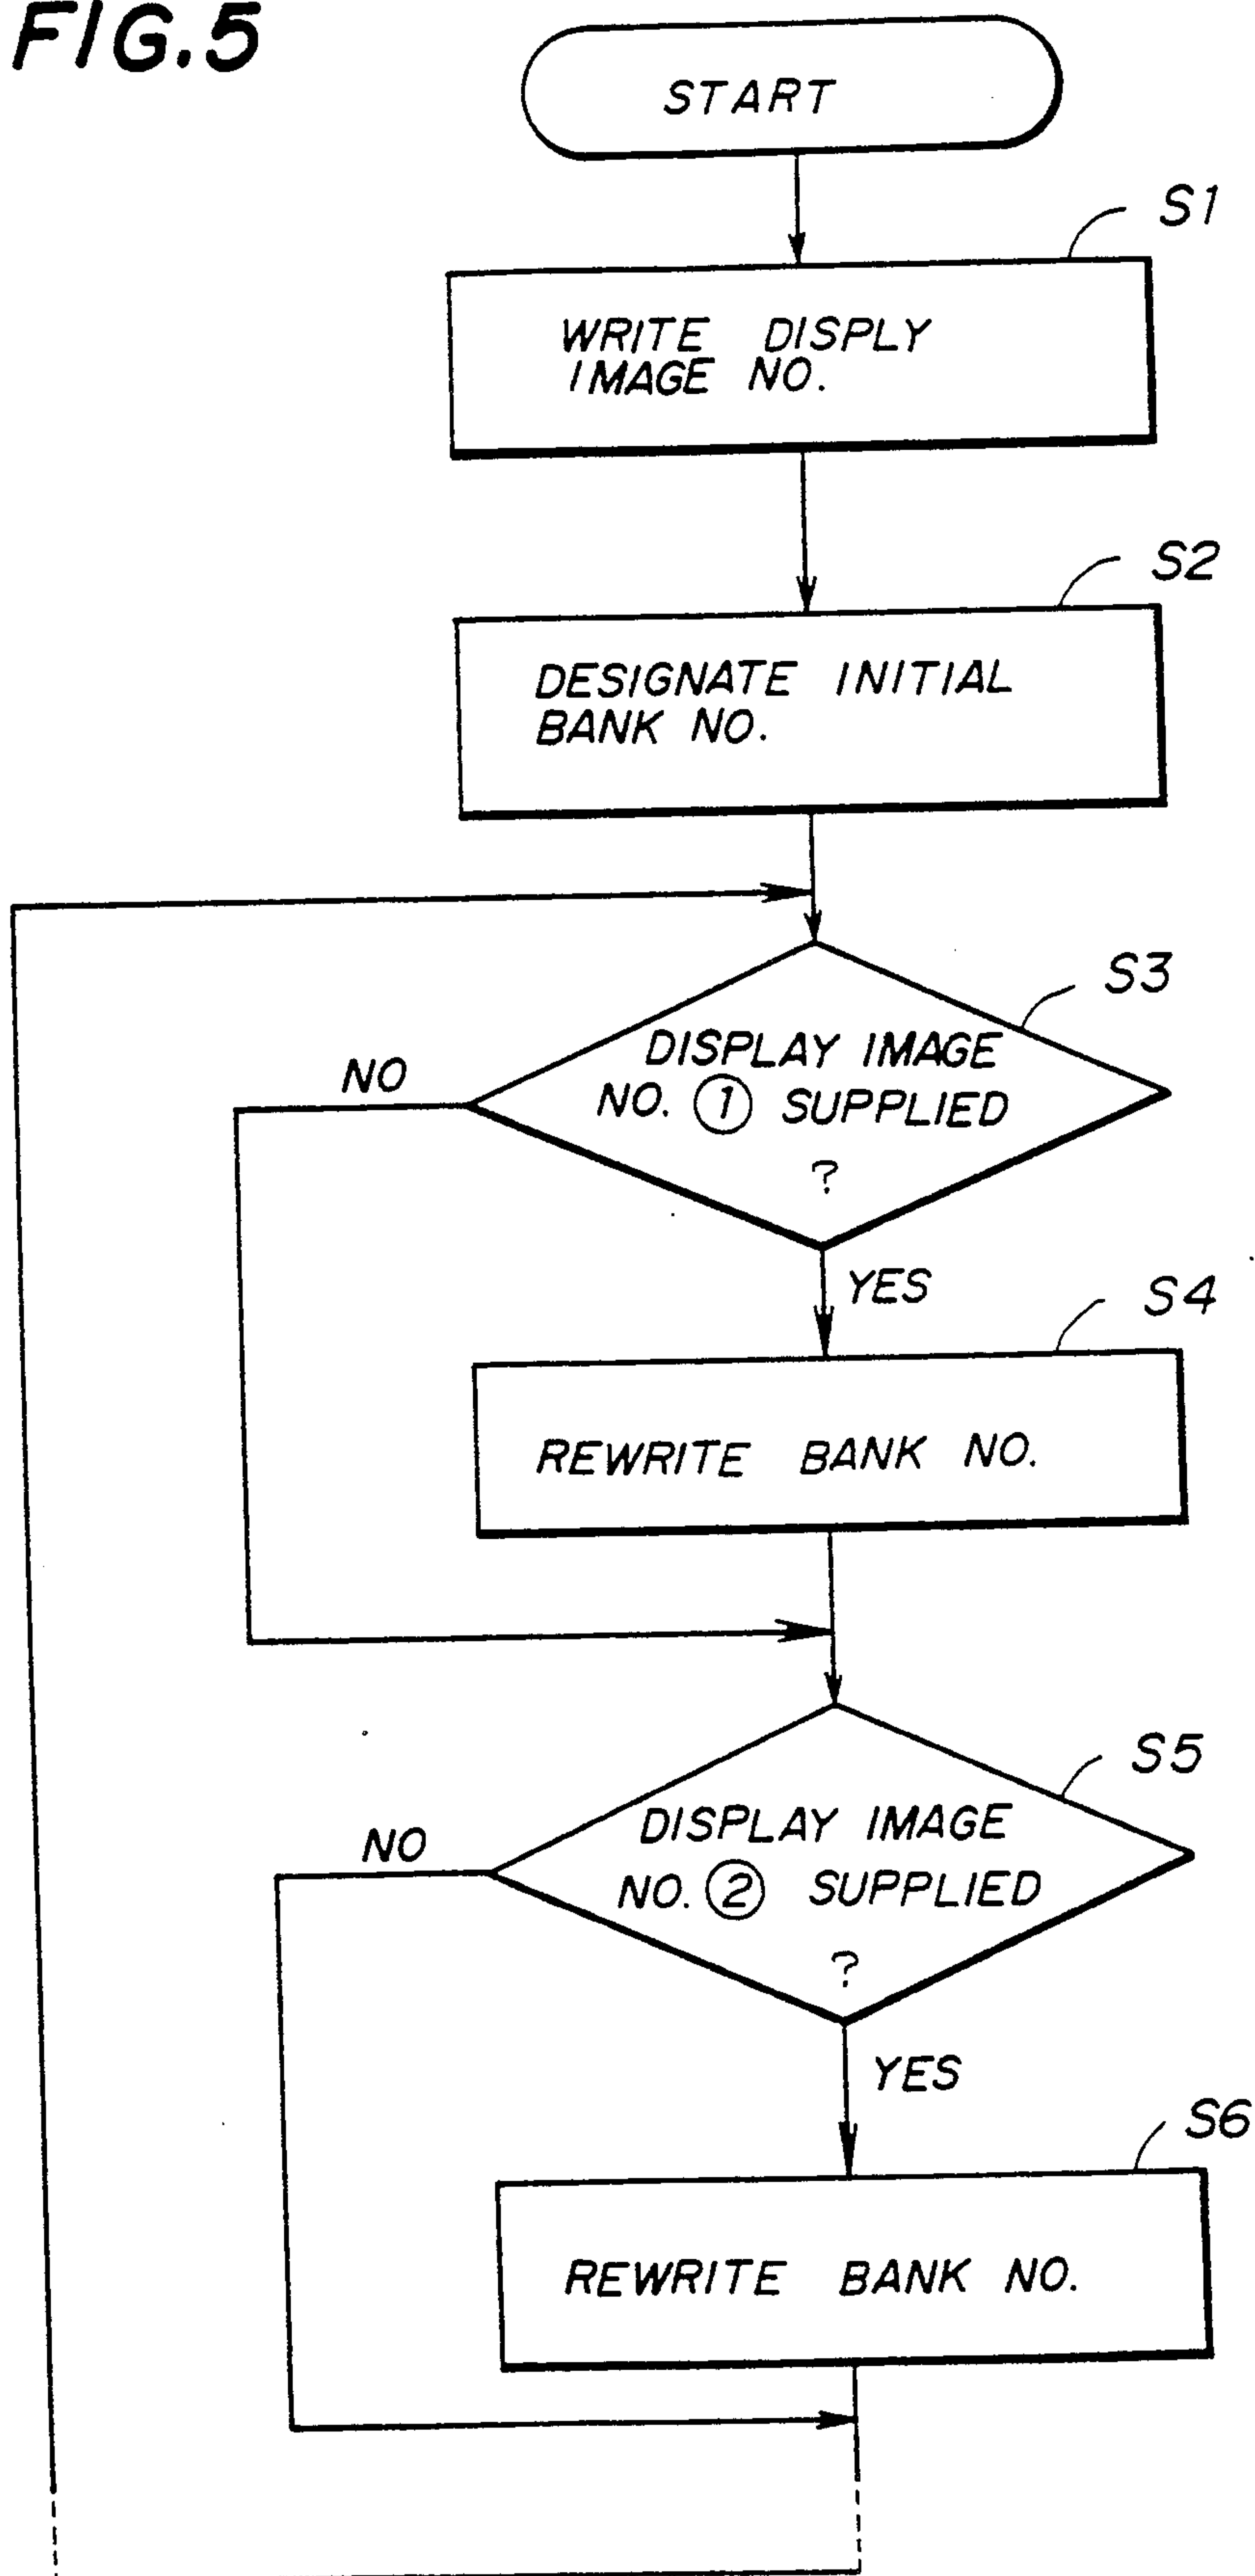 FIG.5
START
S1
WRITE DISPLY
IMAGE NO.
S2
DESIGNATE INITIAL
BANK NO.
S3
DISPLAY IMAGE
NO. ① SUPPLIED
?
NO
YES
S4
REWRITE BANK NO.
S5
DISPLAY IMAGE
NO. ② SUPPLIED
?
NO
YES
S6
REWRITE BANK NO.